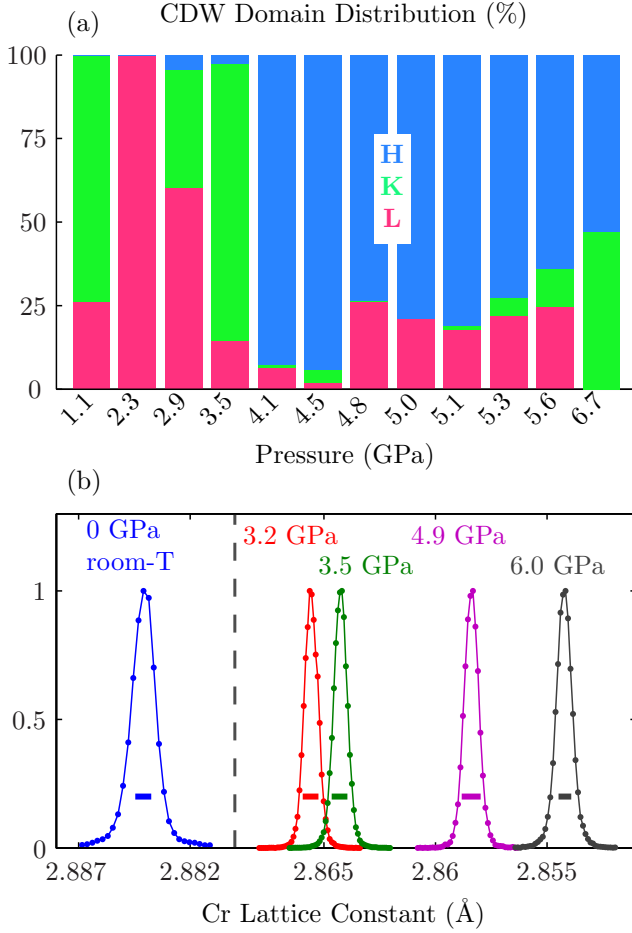 CDW Domain Distribution (%)
(a)
100
75
50
25
0
H
K
L
1.1 2.3 2.9 3.5 4.1 4.5 4.8 5.0 5.1 5.3 5.6 6.7
Pressure (GPa)
(b)
0 GPa
room-T
3.2 GPa
3.5 GPa
4.9 GPa
6.0 GPa
1
0.5
0
2.887 2.882 2.865 2.86 2.855
Cr Lattice Constant (Å)